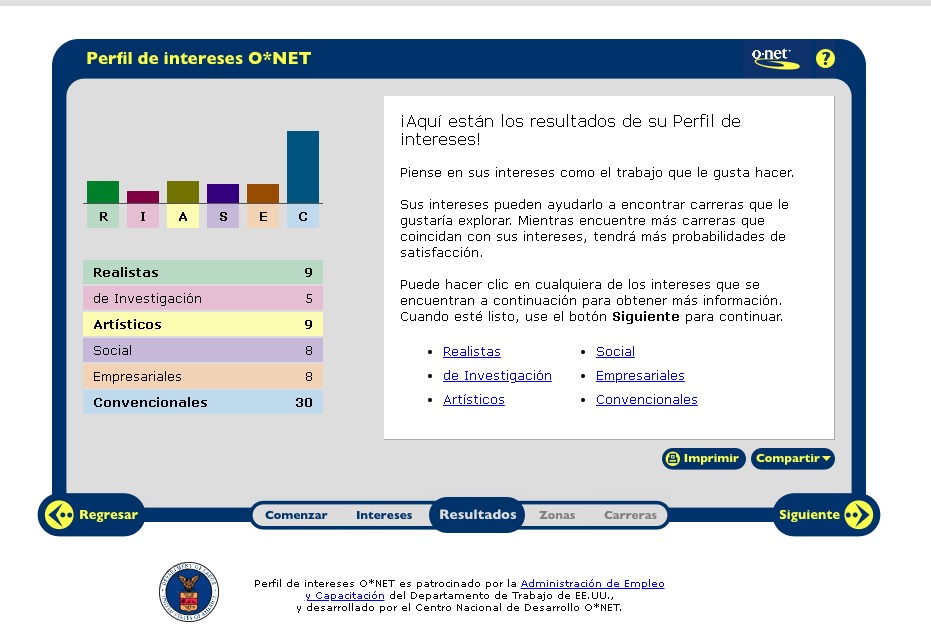 Perfil de intereses O*NET
o·net
?
R I A S E C
Realistas 9
de Investigación 5
Artísticos 9
Social 8
Empresariales 8
Convencionales 30
¡Aquí están los resultados de su Perfil de
intereses!
Piense en sus intereses como el trabajo que le gusta hacer.
Sus intereses pueden ayudarlo a encontrar carreras que le
gustaría explorar. Mientras encuentre más carreras que
coincidan con sus intereses, tendrá más probabilidades de
satisfacción.
Puede hacer clic en cualquiera de los intereses que se
encuentran a continuación para obtener más información.
Cuando esté listo, use el botón Siguiente para continuar.
• Realistas
• de Investigación
• Artísticos
• Social
• Empresariales
• Convencionales
Imprimir
Compartir
Regresar
Comenzar Intereses Resultados Zonas Carreras
Siguiente
Perfil de intereses O*NET es patrocinado por la Administración de Empleo
y Capacitación del Departamento de Trabajo de EE.UU.,
y desarrollado por el Centro Nacional de Desarrollo O*NET.